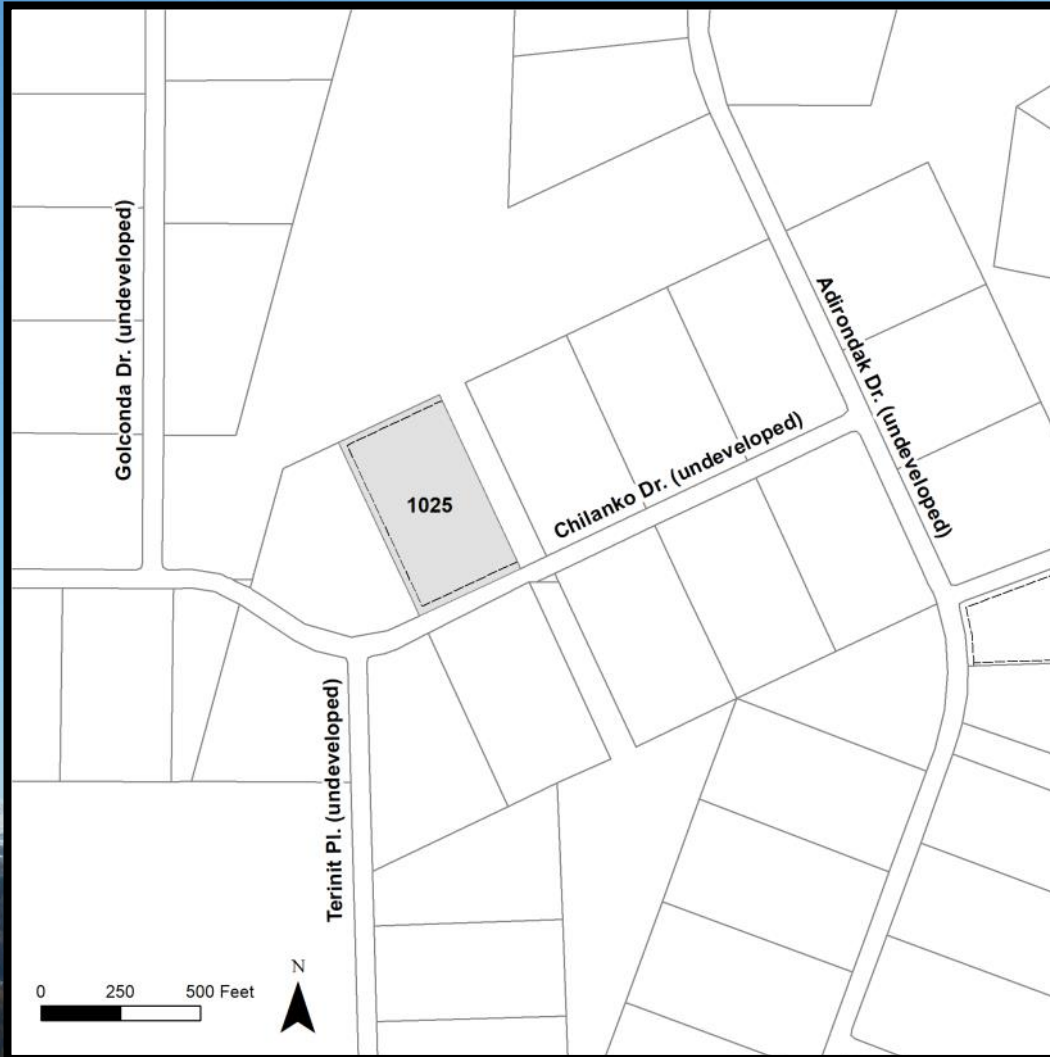 Golconda Dr. (undeveloped)
Adirondak Dr. (undeveloped)
Chilanko Dr. (undeveloped)
1025
Terinit Pl. (undeveloped)
N
0 250 500 Feet